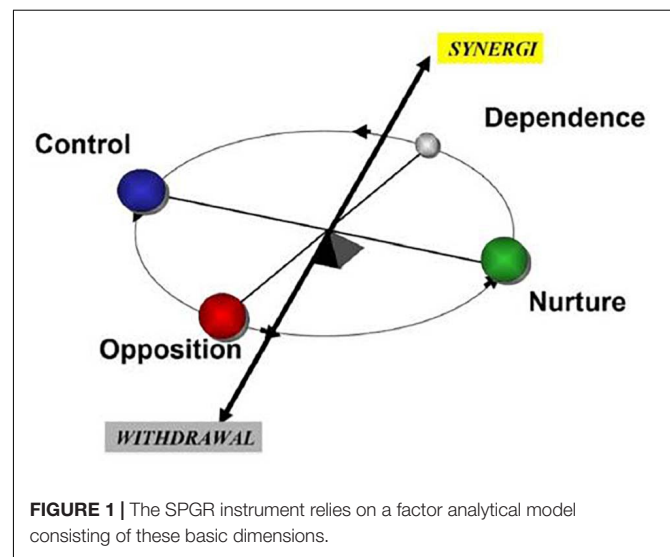 SYNERGI
Dependence
Control
Nurture
Opposition
WITHDRAWAL
FIGURE 1 | The SPGR instrument relies on a factor analytical model
consisting of these basic dimensions.